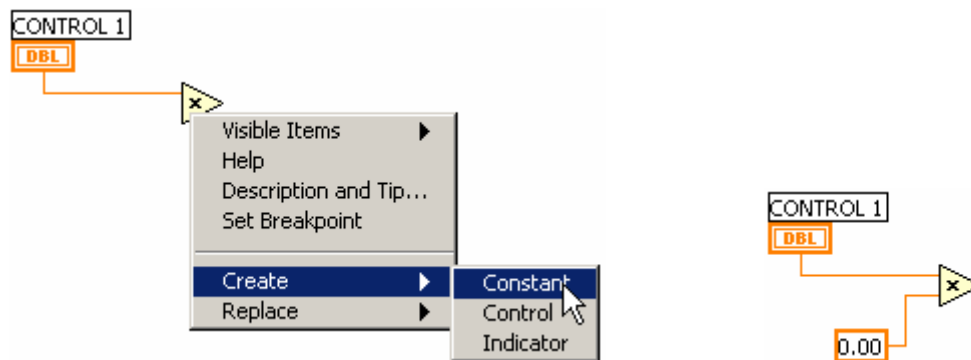 CONTROL 1
DBL
x
Visible Items
Help
Description and Tip...
Set Breakpoint
Create
Replace
Constant
Control
Indicator
CONTROL 1
DBL
x
0.00